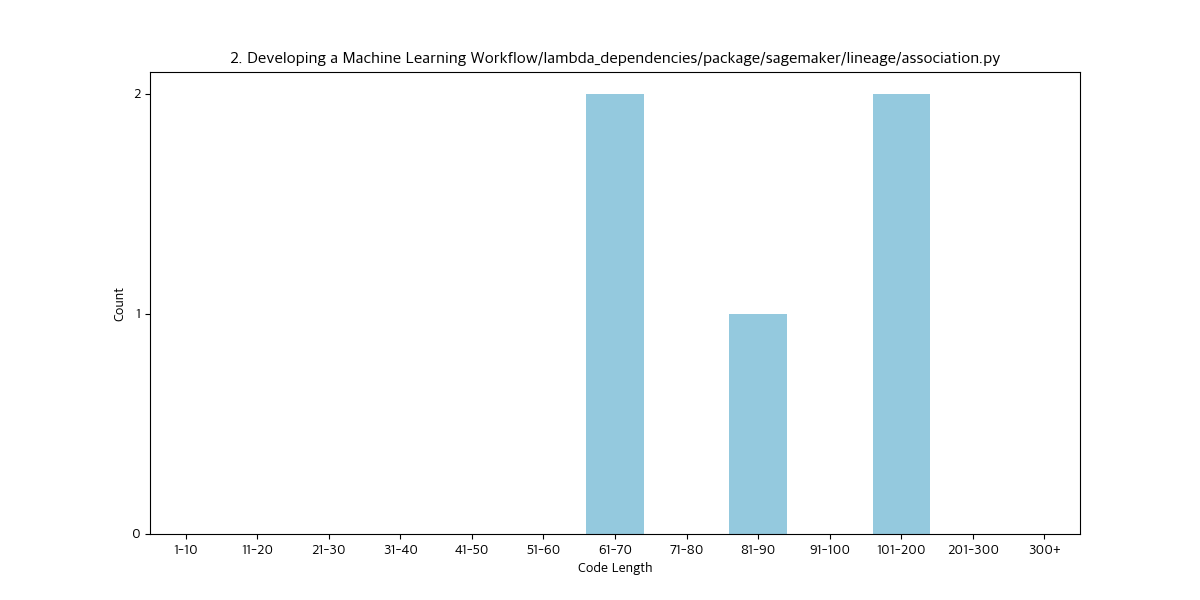 2. Developing a Machine Learning Workflow/lambda_dependencies/package/sagemaker/lineage/association.py
2
1
0
Count
1-10 11-20 21-30 31-40 41-50 51-60 61-70 71-80 81-90 91-100 101-200 201-300 300+
Code Length